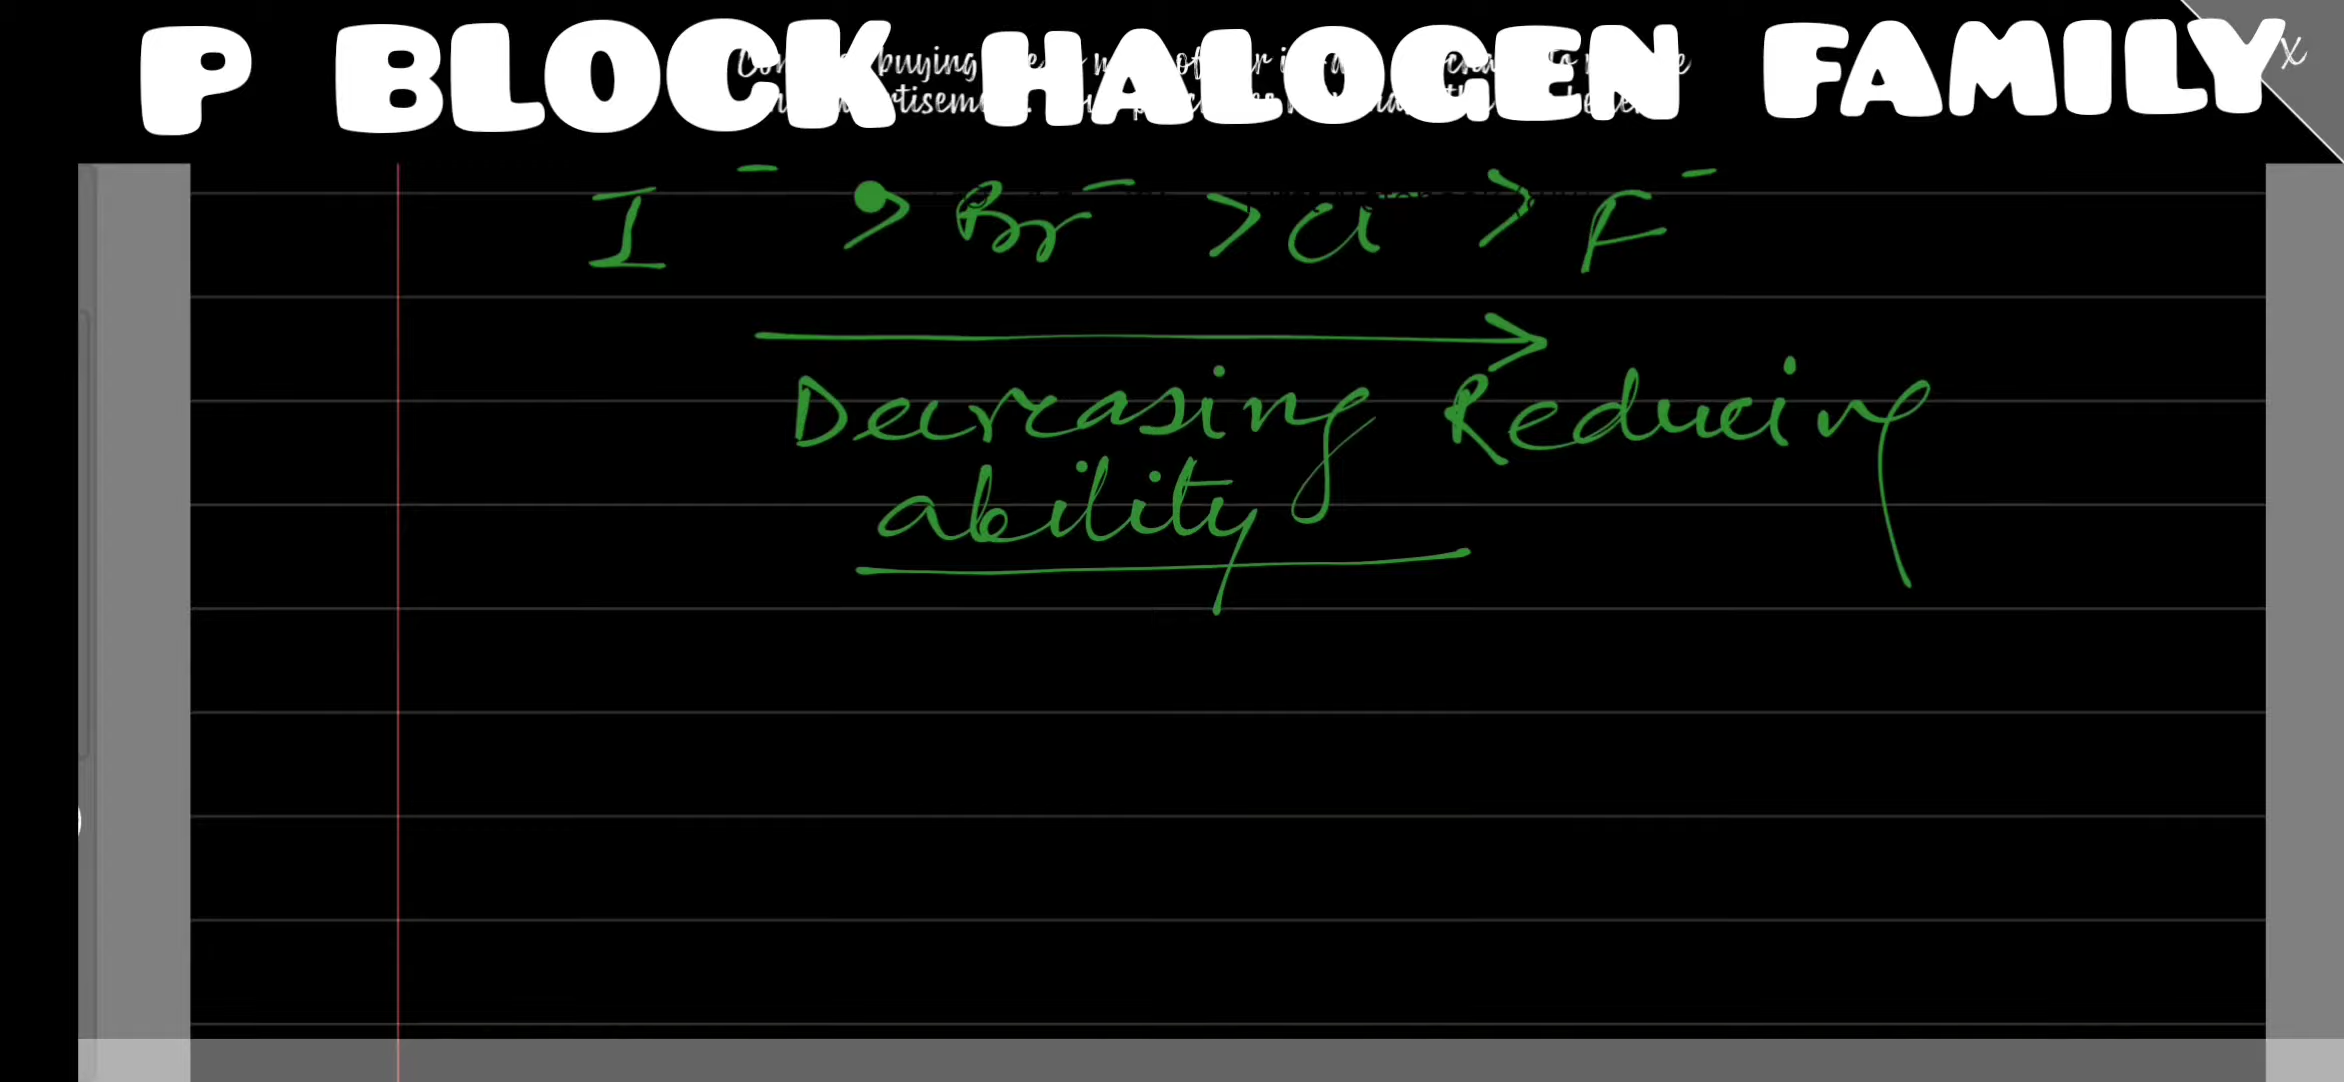 P BLOCK HALOGEN FAMILY
I⁻ > Br⁻ > Cl⁻ > F⁻
Decreasing Reducing
ability